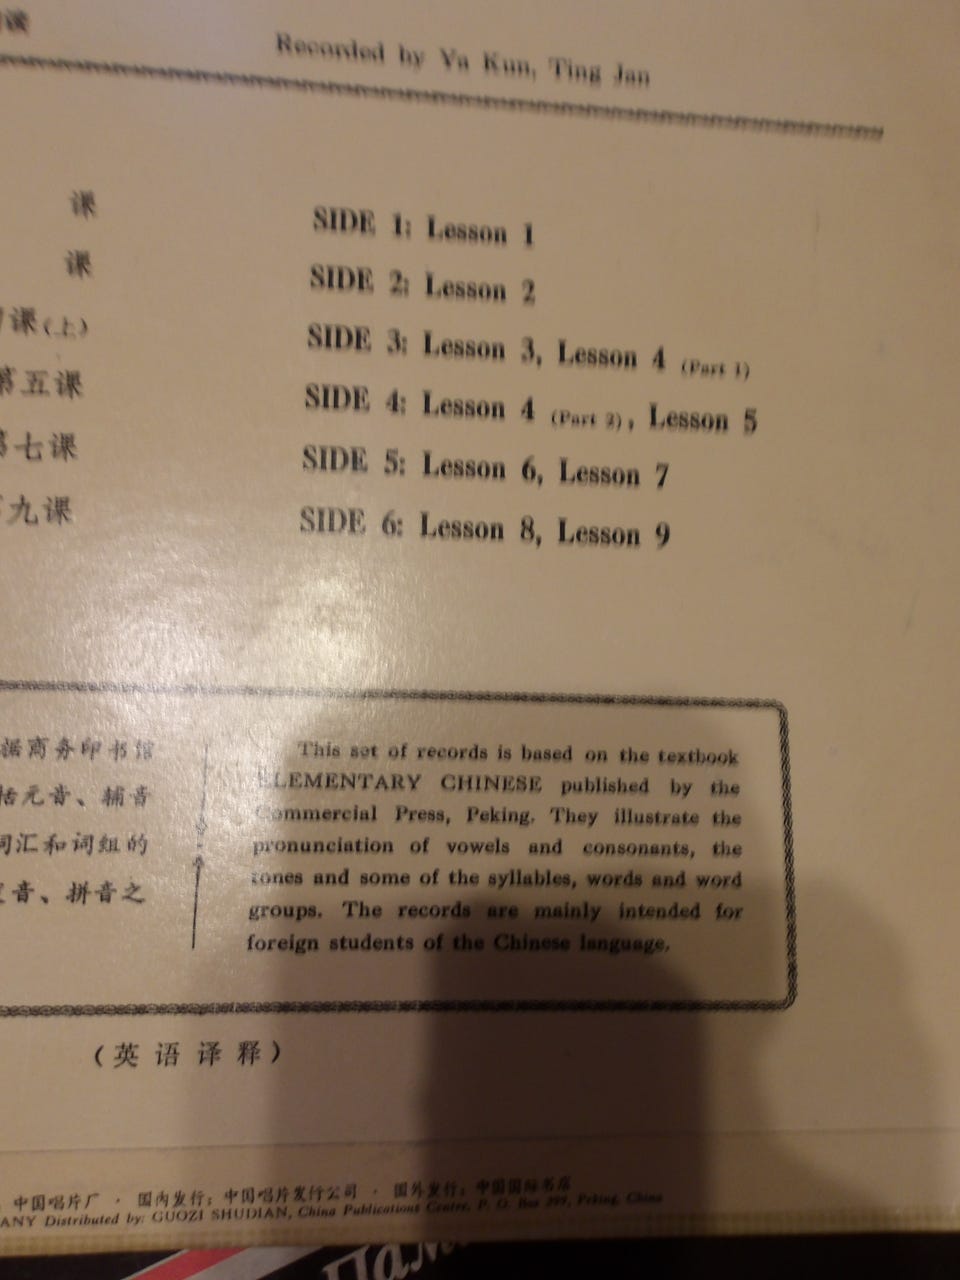 读
Recorded by Ya Kun, Ting Jan
课
SIDE 1: Lesson 1
课
SIDE 2: Lesson 2
课(上)
SIDE 3: Lesson 3, Lesson 4 (Part 1)
第五课
SIDE 4: Lesson 4 (Part 2), Lesson 5
第七课
SIDE 5: Lesson 6, Lesson 7
九课
SIDE 6: Lesson 8, Lesson 9
据商务印书馆
括元音、辅音
词汇和词组的
定音、拼音之
This set of records is based on the textbook
ELEMENTARY CHINESE published by the
Commercial Press, Peking. They illustrate the
pronunciation of vowels and consonants, the
tones and some of the syllables, words and word
groups. The records are mainly intended for
foreign students of the Chinese language.
(英语译释)
中国唱片厂 · 国内发行: 中国唱片发行公司 · 国外发行: 中国国际书店
ANY Distributed by: GUOZI SHUDIAN, China Publications Centre, P. O. Box 399, Peking, China